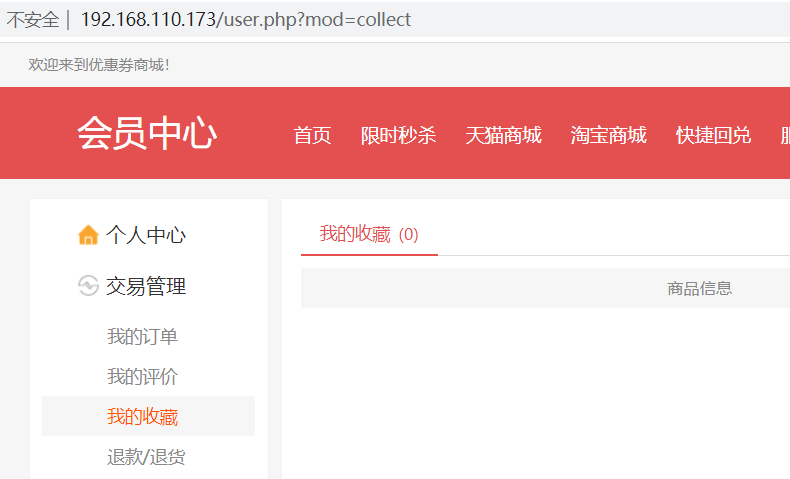 不安全 | 192.168.110.173/user.php?mod=collect
欢迎来到优惠券商城！
会员中心 首页 限时秒杀 天猫商城 淘宝商城 快捷回兑
个人中心
我的收藏 (0)
交易管理
商品信息
我的订单
我的评价
我的收藏
退款/退货